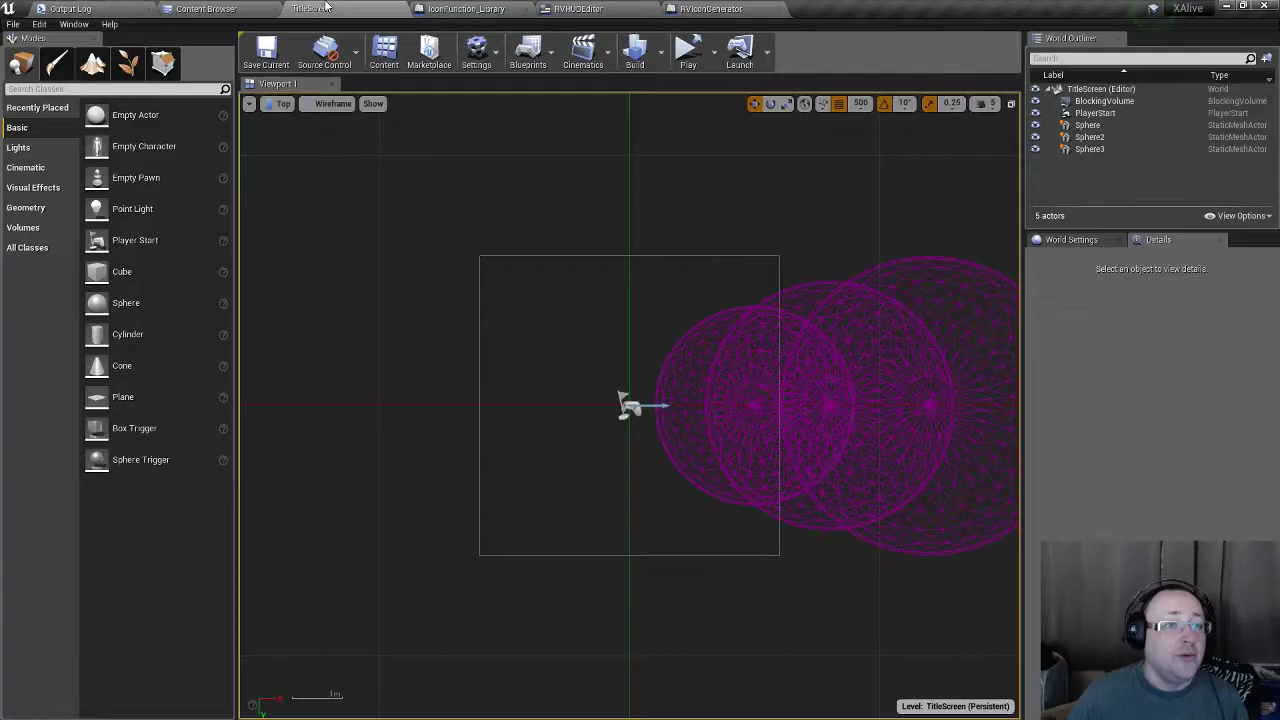 Output Log
Content Browser
TitleScreen
IconFunction_Library
RVHUDEditor
RVIconGenerator
XAlive
File
Edit
Window
Help
Modes
Search Classes
Recently Placed
Basic
Lights
Cinematic
Visual Effects
Geometry
Volumes
All Classes
Empty Actor
Empty Character
Empty Pawn
Point Light
Player Start
Cube
Sphere
Cylinder
Cone
Plane
Box Trigger
Sphere Trigger
Save Current
Source Control
Content
Marketplace
Settings
Blueprints
Cinematics
Build
Play
Launch
Viewport 1
Top
Wireframe
Show
500
10°
0.25
5
1m
X
Y
Level: TitleScreen (Persistent)
World Outliner
Search
Label Type
TitleScreen (Editor) World
BlockingVolume BlockingVolume
PlayerStart PlayerStart
Sphere StaticMeshActor
Sphere2 StaticMeshActor
Sphere3 StaticMeshActor
5 actors
View Options
World Settings
Details
Select an object to view details.